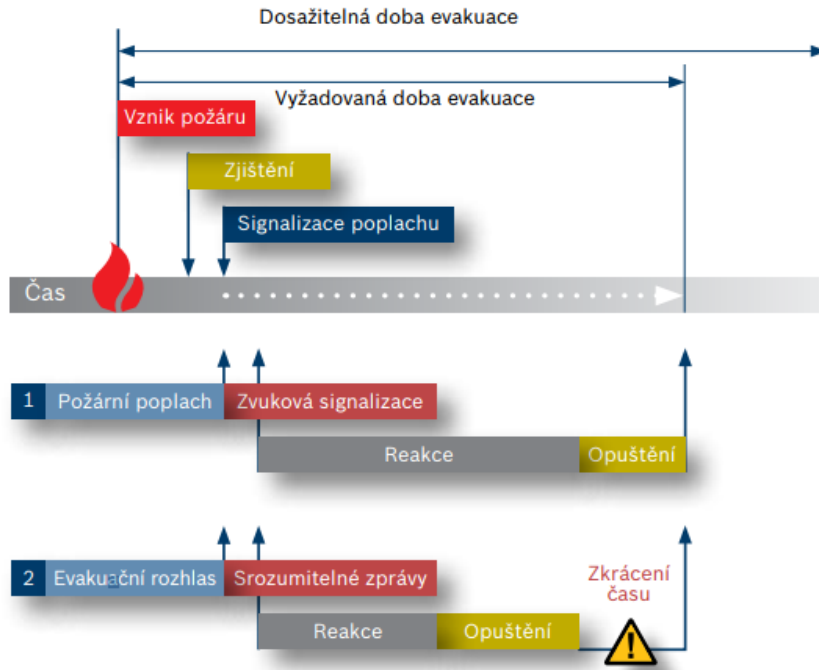 Dosažitelná doba evakuace
Vyžadovaná doba evakuace
Vznik požáru
Zjištění
Signalizace poplachu
Čas
1 Požární poplach Zvuková signalizace
Reakce Opuštění
2 Evakuační rozhlas Srozumitelné zprávy
Zkrácení
času
Reakce Opuštění